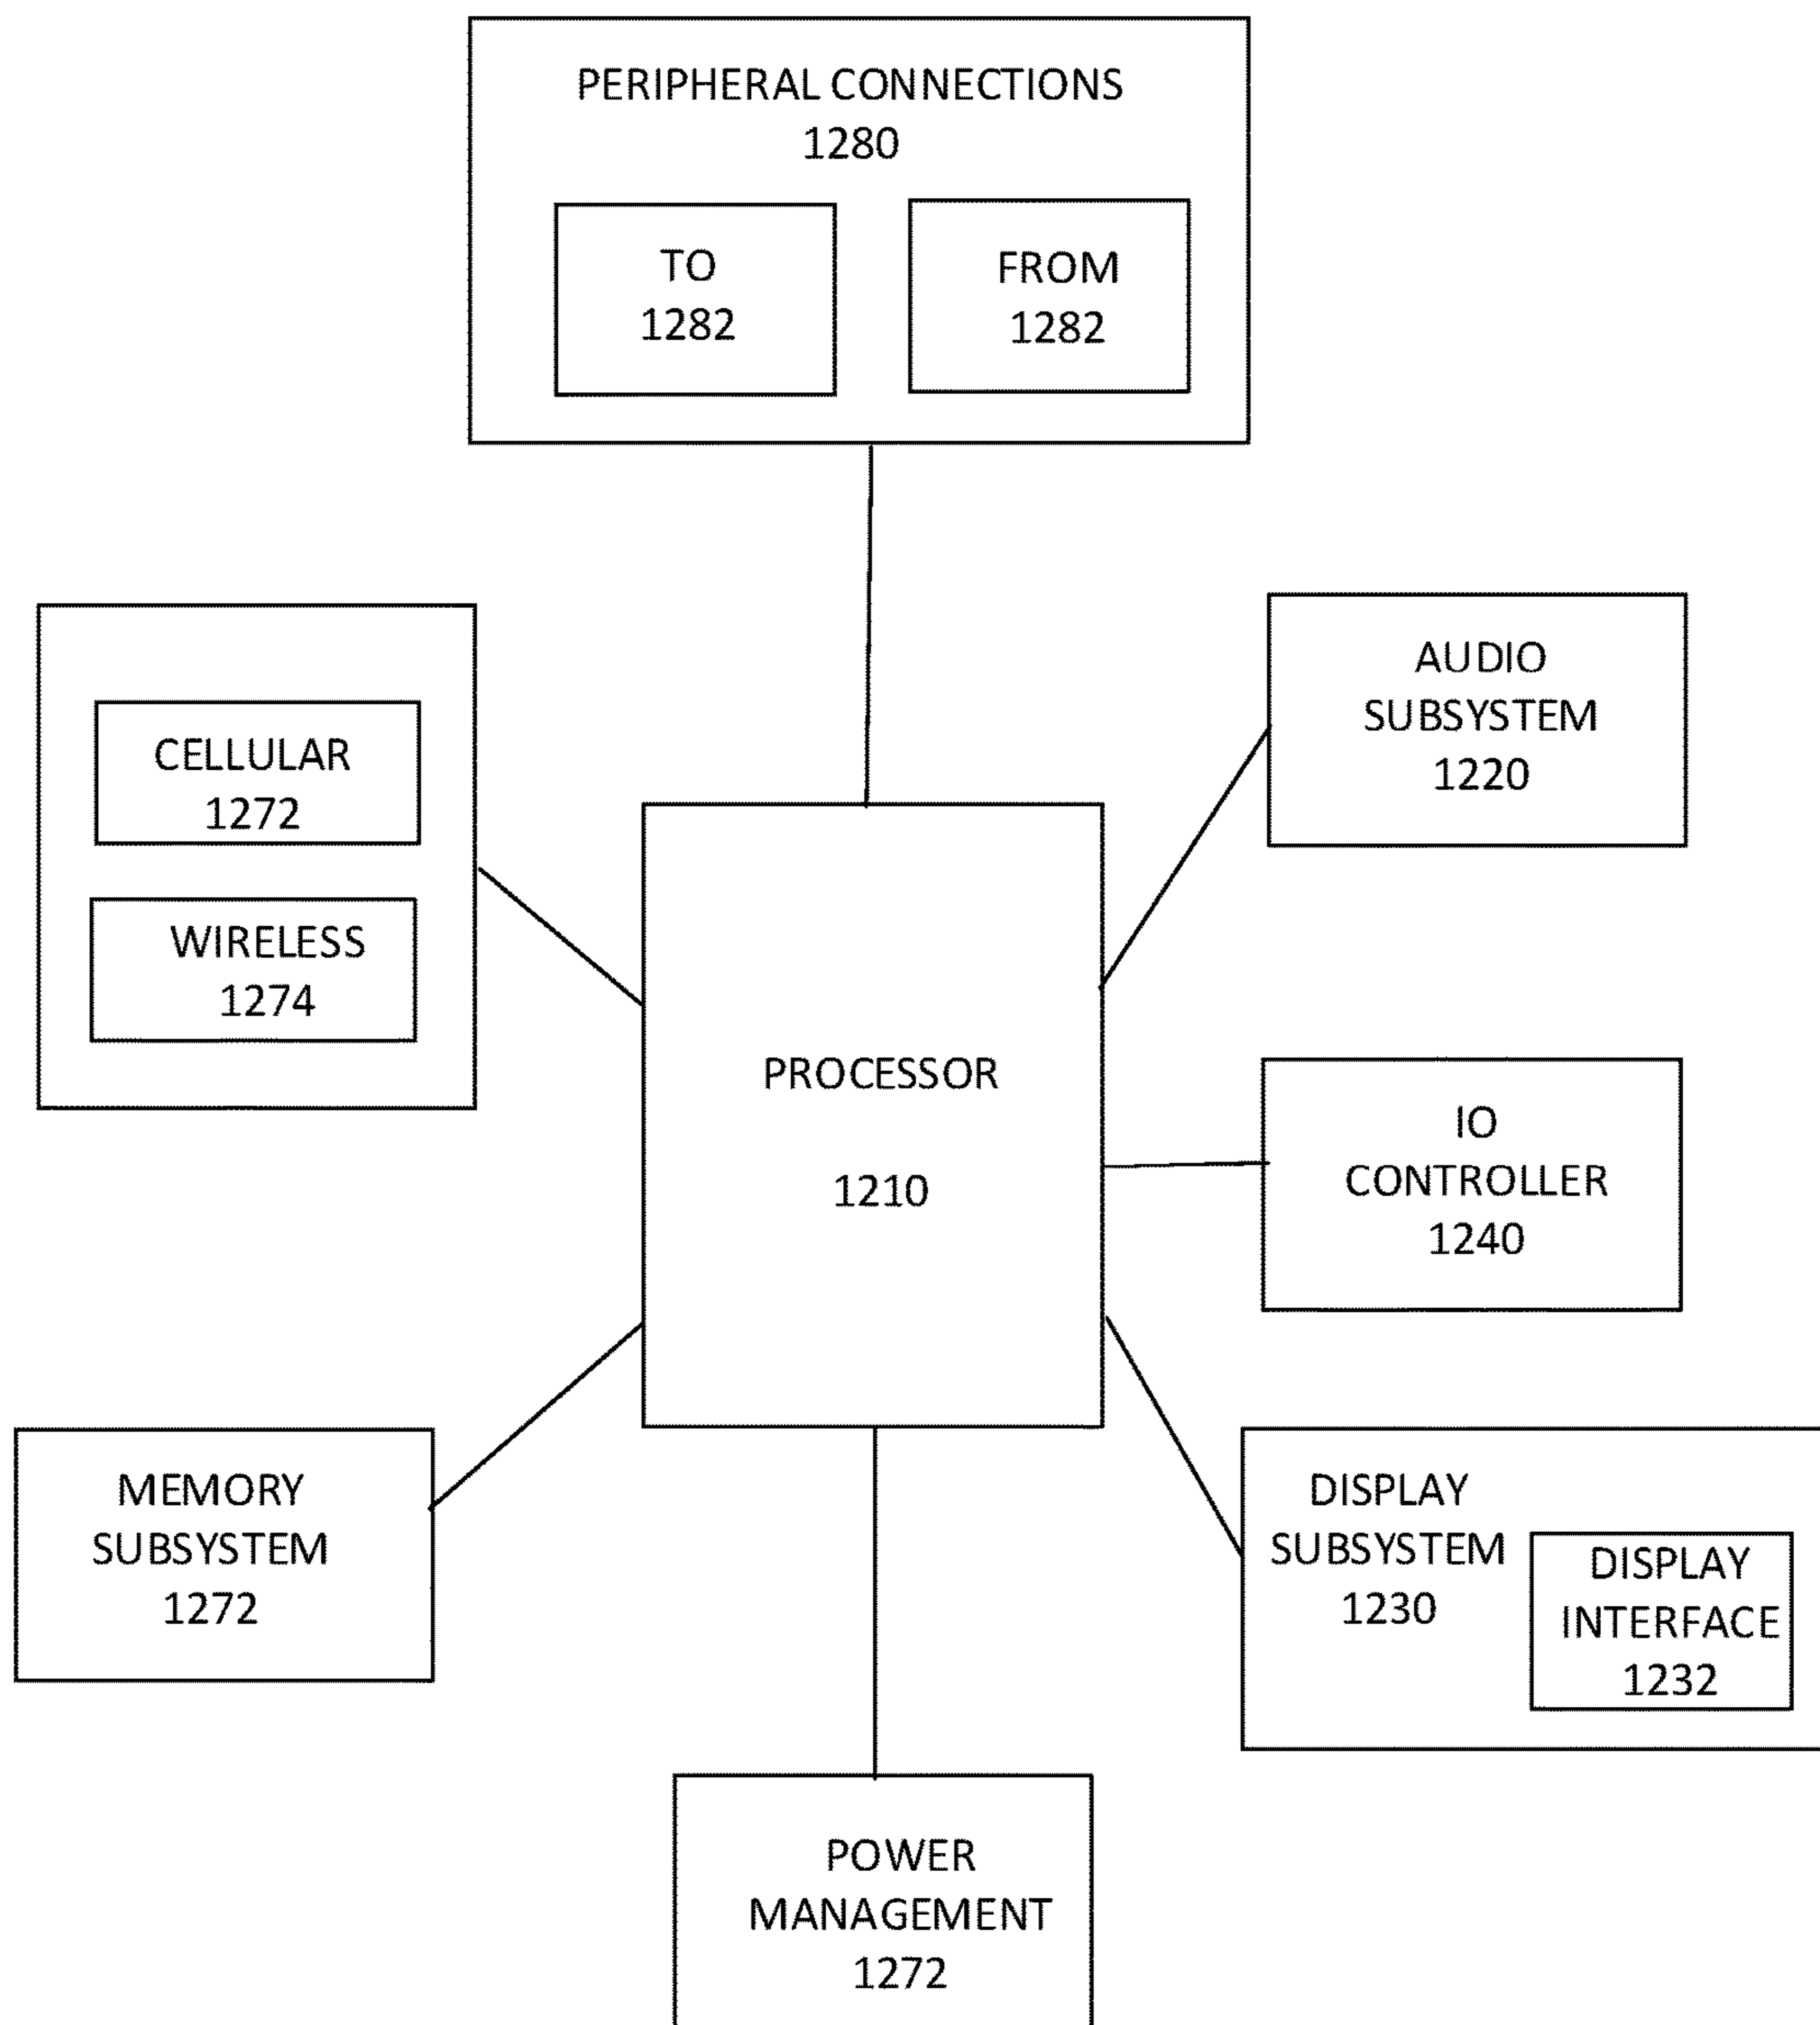 PERIPHERAL CONNECTIONS
1280
TO
1282
FROM
1282
CELLULAR
1272
WIRELESS
1274
AUDIO
SUBSYSTEM
1220
PROCESSOR
1210
IO
CONTROLLER
1240
MEMORY
SUBSYSTEM
1272
DISPLAY
SUBSYSTEM
1230
DISPLAY
INTERFACE
1232
POWER
MANAGEMENT
1272